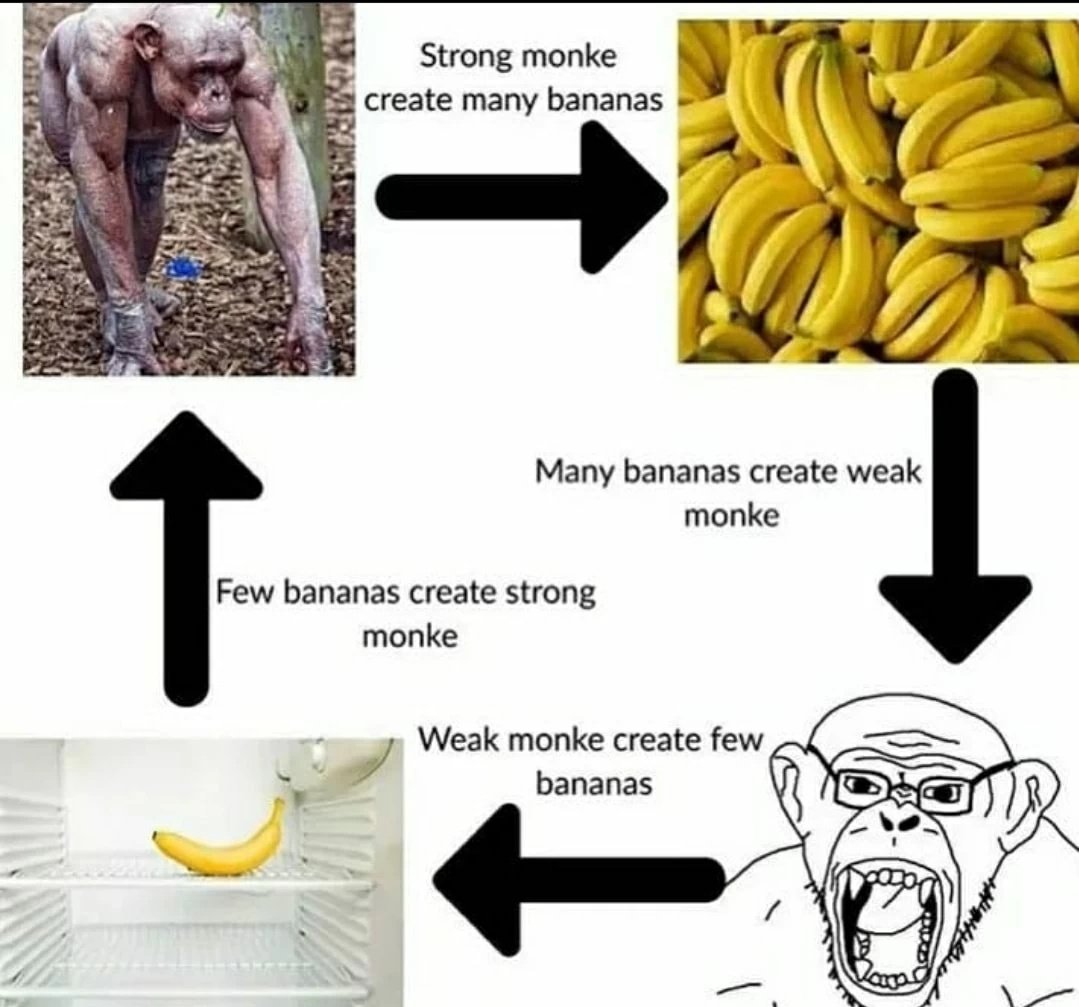 Strong monke
create many bananas
Many bananas create weak
monke
Weak monke create few
bananas
Few bananas create strong
monke